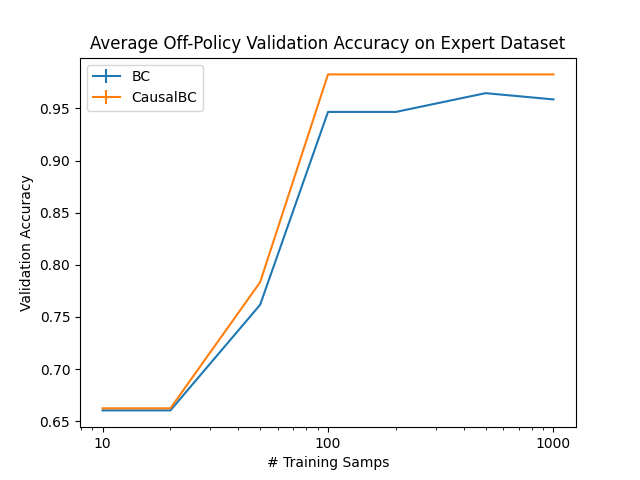 Average Off-Policy Validation Accuracy on Expert Dataset
BC
CausalBC
Validation Accuracy
0.95
0.90
0.85
0.80
0.75
0.70
0.65
10
100
1000
# Training Samps